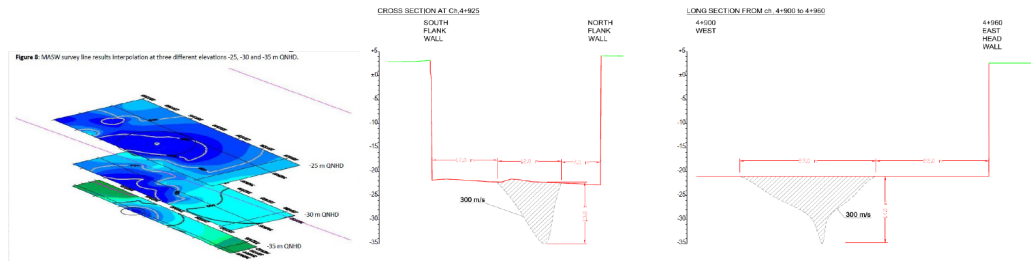 Figure 8: MASW survey line results interpolation at three different elevations -25, -30 and -35 m QNHD.
-25 m QNHD
-30 m QNHD
-35 m QNHD
CROSS SECTION AT Ch,4+925
SOUTH
FLANK
WALL
NORTH
FLANK
WALL
+5
±0
-5
-10
-15
-20
-25
-30
-35
300 m/s
LONG SECTION FROM ch. 4+900 to 4+960
4+900
WEST
4+960
EAST
HEAD
WALL
+5
±0
-5
-10
-15
-20
-25
-30
-35
300 m/s